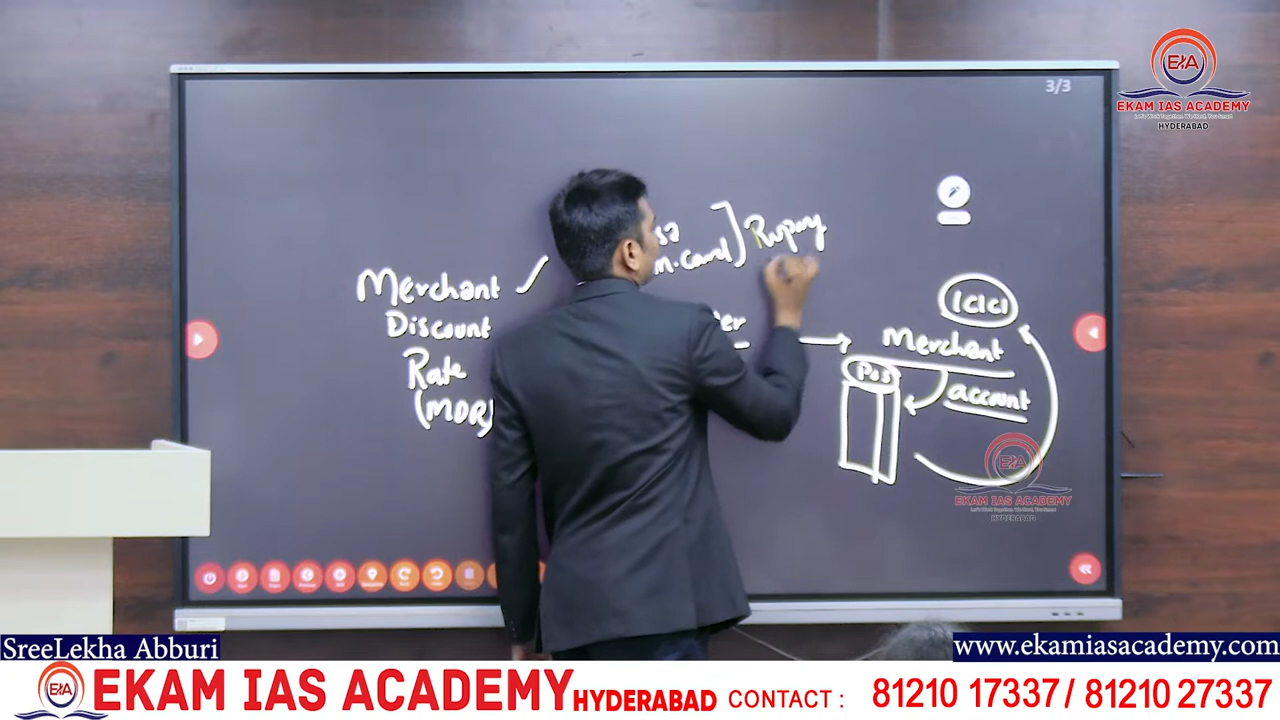 3/3
EKAM IAS ACADEMY
HYDERABAD
m.card
Rupay
Merchant
Discount
Rate
(MDR)
ICICI
Merchant
Pos
account
EKAM IAS ACADEMY
HYDERABAD
SreeLekha Abburi
www.ekamiasacademy.com
EKAM IAS ACADEMY HYDERABAD CONTACT : 81210 17337 / 81210 27337